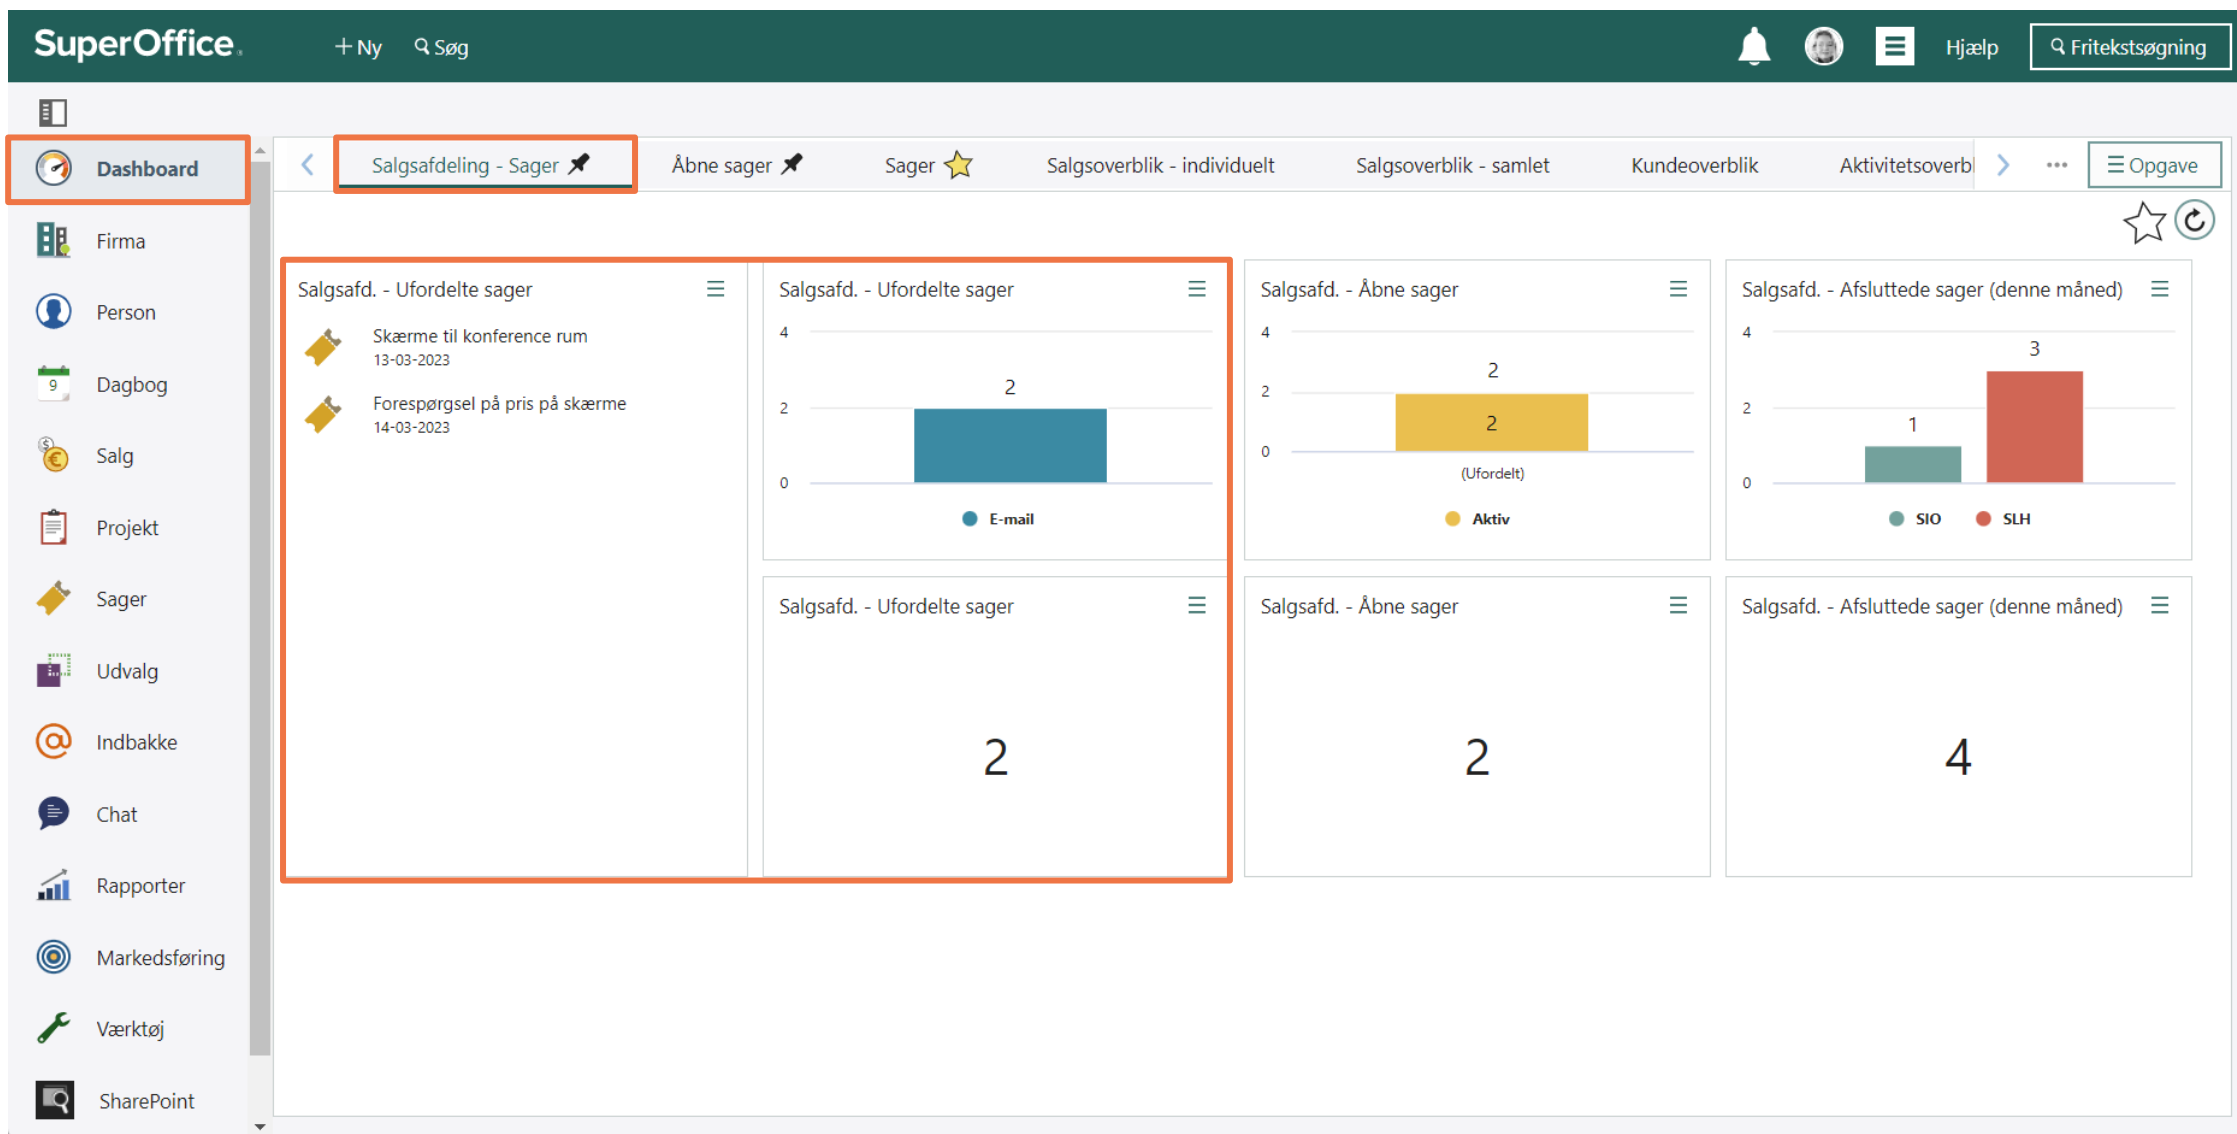 SuperOffice
+ Ny
Søg
Hjælp
Fritekstsøgning
Dashboard
Firma
Person
9
Dagbog
Salg
Projekt
Sager
Udvalg
Indbakke
Chat
Rapporter
Markedsføring
Værktøj
SharePoint
Salgsafdeling - Sager
Åbne sager
Sager
Salgsoverblik - individuelt
Salgsoverblik - samlet
Kundeoverblik
Aktivitetsoverbl
...
Opgave
Salgsafd. - Ufordelte sager
Skærme til konference rum
13-03-2023
Forespørgsel på pris på skærme
14-03-2023
Salgsafd. - Ufordelte sager
4
2
2
0
E-mail
Salgsafd. - Åbne sager
4
2
2
2
0
(Ufordelt)
Aktiv
Salgsafd. - Afsluttede sager (denne måned)
4
3
2
1
0
SIO
SLH
Salgsafd. - Ufordelte sager
2
Salgsafd. - Åbne sager
2
Salgsafd. - Afsluttede sager (denne måned)
4